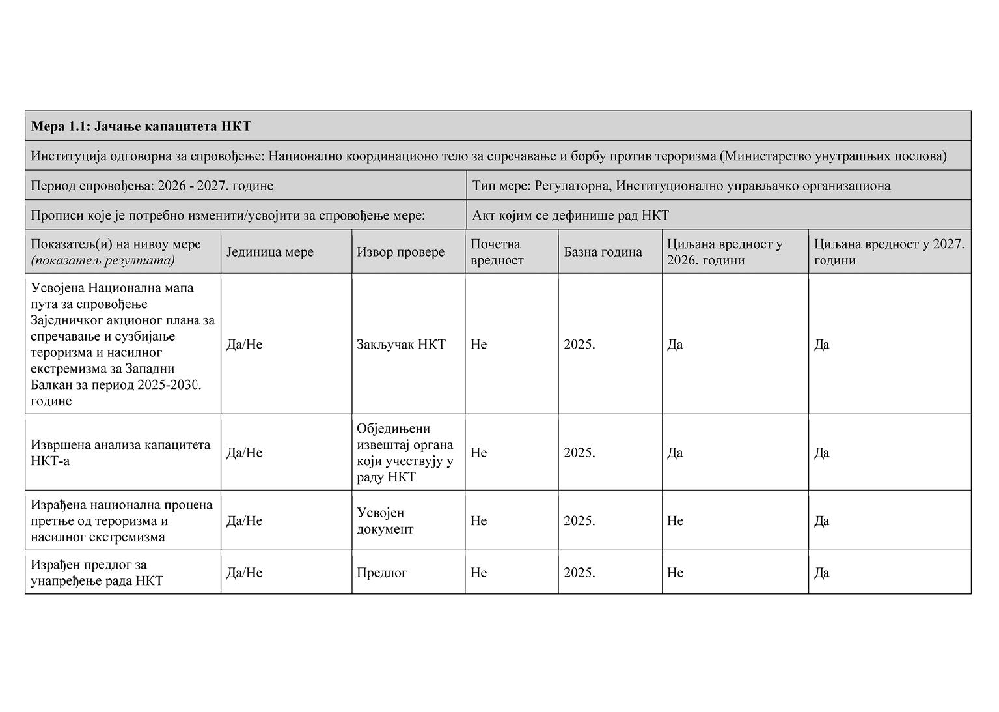 Мера 1.1: Јачање капацитета НКТ
Институција одговорна за спровођење: Национално координационо тело за спречавање и борбу против тероризма (Министарство унутрашњих послова)
Период спровођења: 2026 - 2027. године
Тип мере: Регулаторна, Институционално управљачко организациона
Прописи које је потребно изменити/усвојити за спровођење мере:
Акт којим се дефинише рад НКТ
Показатељ(и) на нивоу мере
(показатељ резултата)
Јединица мере
Извор провере
Почетна
вредност
Базна година
Циљана вредност у
2026. години
Циљана вредност у 2027.
години
Усвојена Национална мапа
пута за спровођење
Заједничког акционог плана за
спречавање и сузбијање
тероризма и насилног
екстремизма за Западни
Балкан за период 2025-2030.
године
Да/Не
Закључак НКТ
Не
2025.
Да
Да
Извршена анализа капацитета
НКТ-а
Да/Не
Обједињени
извештај органа
који учествују у
раду НКТ
Не
2025.
Да
Да
Израђена национална процена
претње од тероризма и
насилног екстремизма
Да/Не
Усвојен
документ
Не
2025.
Не
Да
Израђен предлог за
унапређење рада НКТ
Да/Не
Предлог
Не
2025.
Не
Да